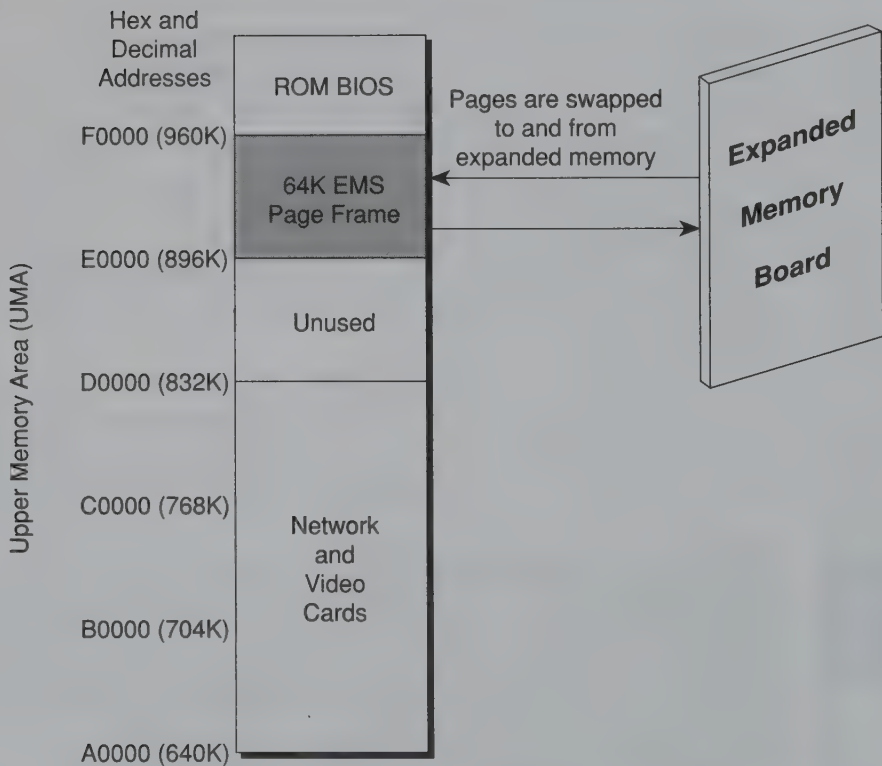 Hex and
Decimal
Addresses
ROM BIOS
F0000 (960K)
64K EMS
Page Frame
E0000 (896K)
Unused
D0000 (832K)
C0000 (768K)
Network
and
Video
Cards
B0000 (704K)
A0000 (640K)
Upper Memory Area (UMA)
Pages are swapped
to and from
expanded memory
Expanded
Memory
Board